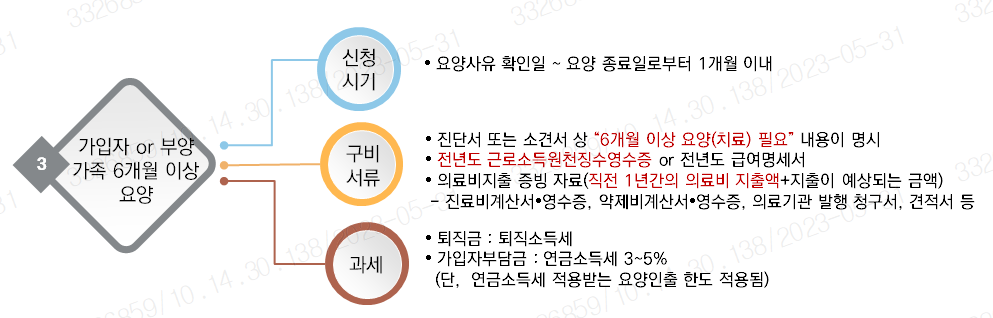 3
가입자 or 부양
가족 6개월 이상
요양
신청
시기
• 요양사유 확인일 ~ 요양 종료일로부터 1개월 이내
구비
서류
• 진단서 또는 소견서 상 “6개월 이상 요양(치료) 필요” 내용이 명시
• 전년도 근로소득원천징수영수증 or 전년도 급여명세서
• 의료비지출 증빙 자료(직전 1년간의 의료비 지출액+지출이 예상되는 금액)
- 진료비계산서•영수증, 약제비계산서•영수증, 의료기관 발행 청구서, 견적서 등
과세
• 퇴직금 : 퇴직소득세
• 가입자부담금 : 연금소득세 3~5%
(단, 연금소득세 적용받는 요양인출 한도 적용됨)
3326859/10.14.30.138/2023-05-31